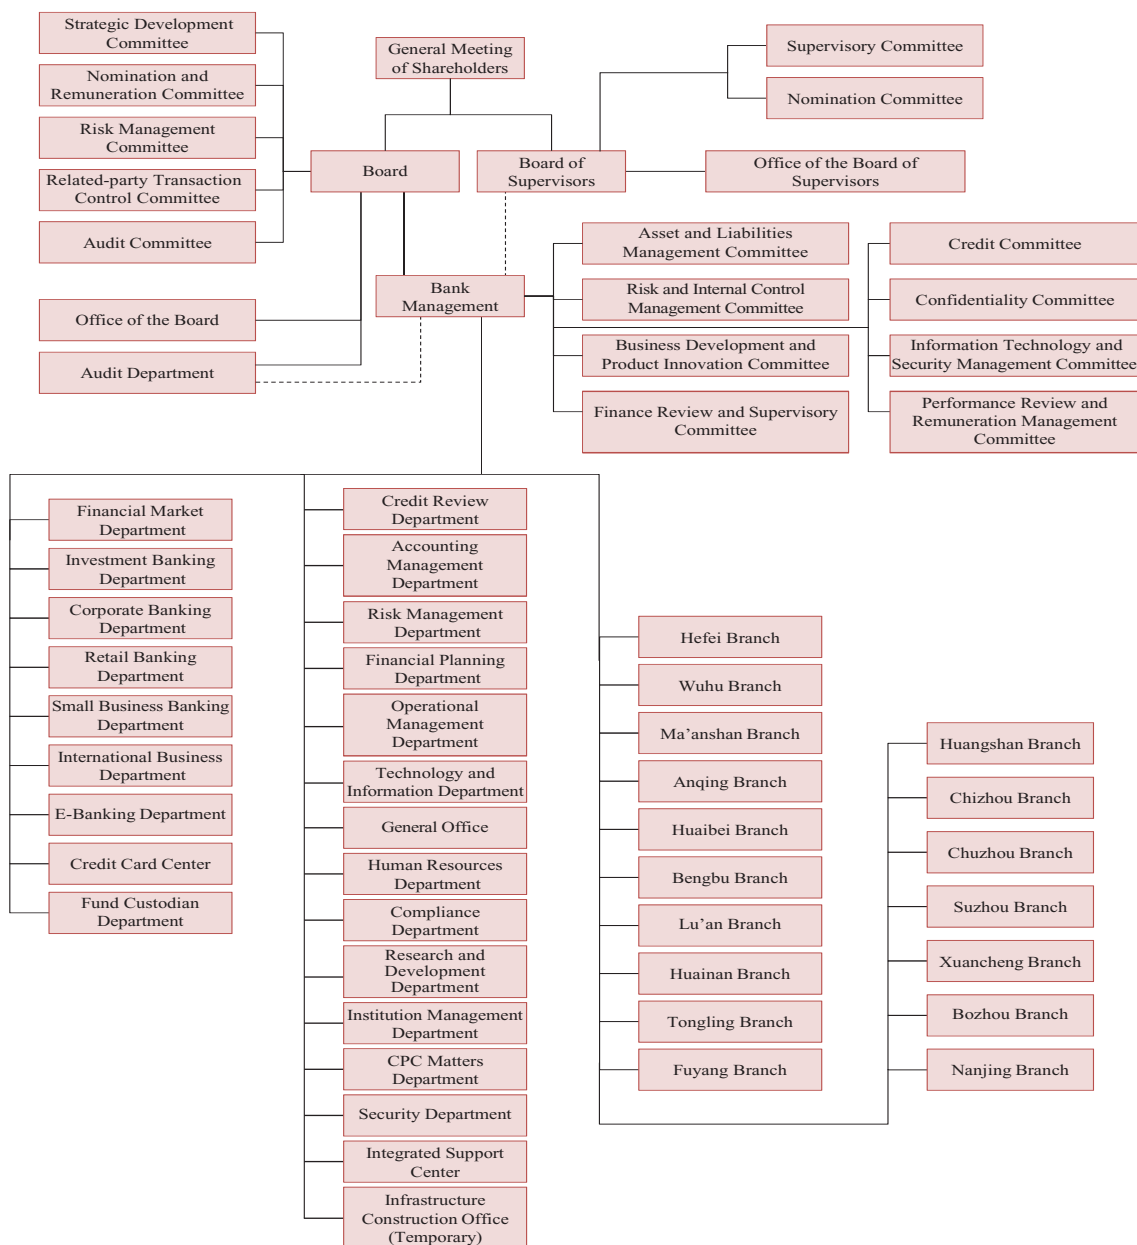 Strategic Development
Committee
Nomination and
Remuneration Committee
Risk Management
Committee
Related-party Transaction
Control Committee
Audit Committee
General Meeting
of Shareholders
Supervisory Committee
Nomination Committee
Board
Board of
Supervisors
Office of the Board of
Supervisors
Office of the Board
Audit Department
Bank
Management
Asset and Liabilities
Management Committee
Risk and Internal Control
Management Committee
Business Development and
Product Innovation Committee
Finance Review and Supervisory
Committee
Credit Committee
Confidentiality Committee
Information Technology and
Security Management Committee
Performance Review and
Remuneration Management
Committee
Financial Market
Department
Investment Banking
Department
Corporate Banking
Department
Retail Banking
Department
Small Business Banking
Department
International Business
Department
E-Banking Department
Credit Card Center
Fund Custodian
Department
Credit Review
Department
Accounting
Management
Department
Risk Management
Department
Financial Planning
Department
Operational
Management
Department
Technology and
Information Department
General Office
Human Resources
Department
Compliance
Department
Research and
Development
Department
Institution Management
Department
CPC Matters
Department
Security Department
Integrated Support
Center
Infrastructure
Construction Office
(Temporary)
Hefei Branch
Wuhu Branch
Ma’anshan Branch
Anqing Branch
Huaibei Branch
Bengbu Branch
Lu’an Branch
Huainan Branch
Tongling Branch
Fuyang Branch
Huangshan Branch
Chizhou Branch
Chuzhou Branch
Suzhou Branch
Xuancheng Branch
Bozhou Branch
Nanjing Branch